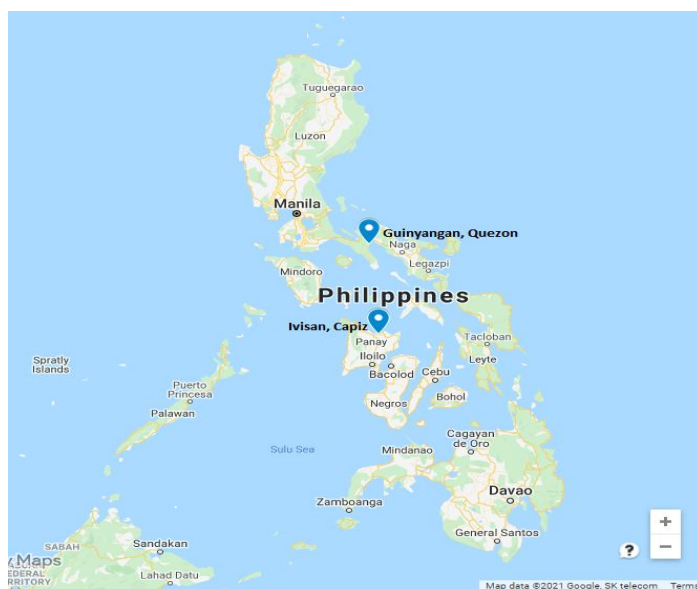 Tuguegarao
Luzon
Manila
Guinyangan, Quezon
Naga
Legazpi
Mindoro
Philippines
Ivisan, Capiz
Panay
Tacloban
Iloilo
Leyte
Spratly
Islands
Bacolod
Cebu
Puerto
Princesa
Negros
Bohol
Palawan
Cagayan
de Oro
Sulu Sea
Mindanao
Zamboanga
Davao
General Santos
+
−
?
SABAH
Sandakan
y Maps
EDERAL
RRITORY
Lahad Datu
Map data ©2021 Google, SK telecom Terms